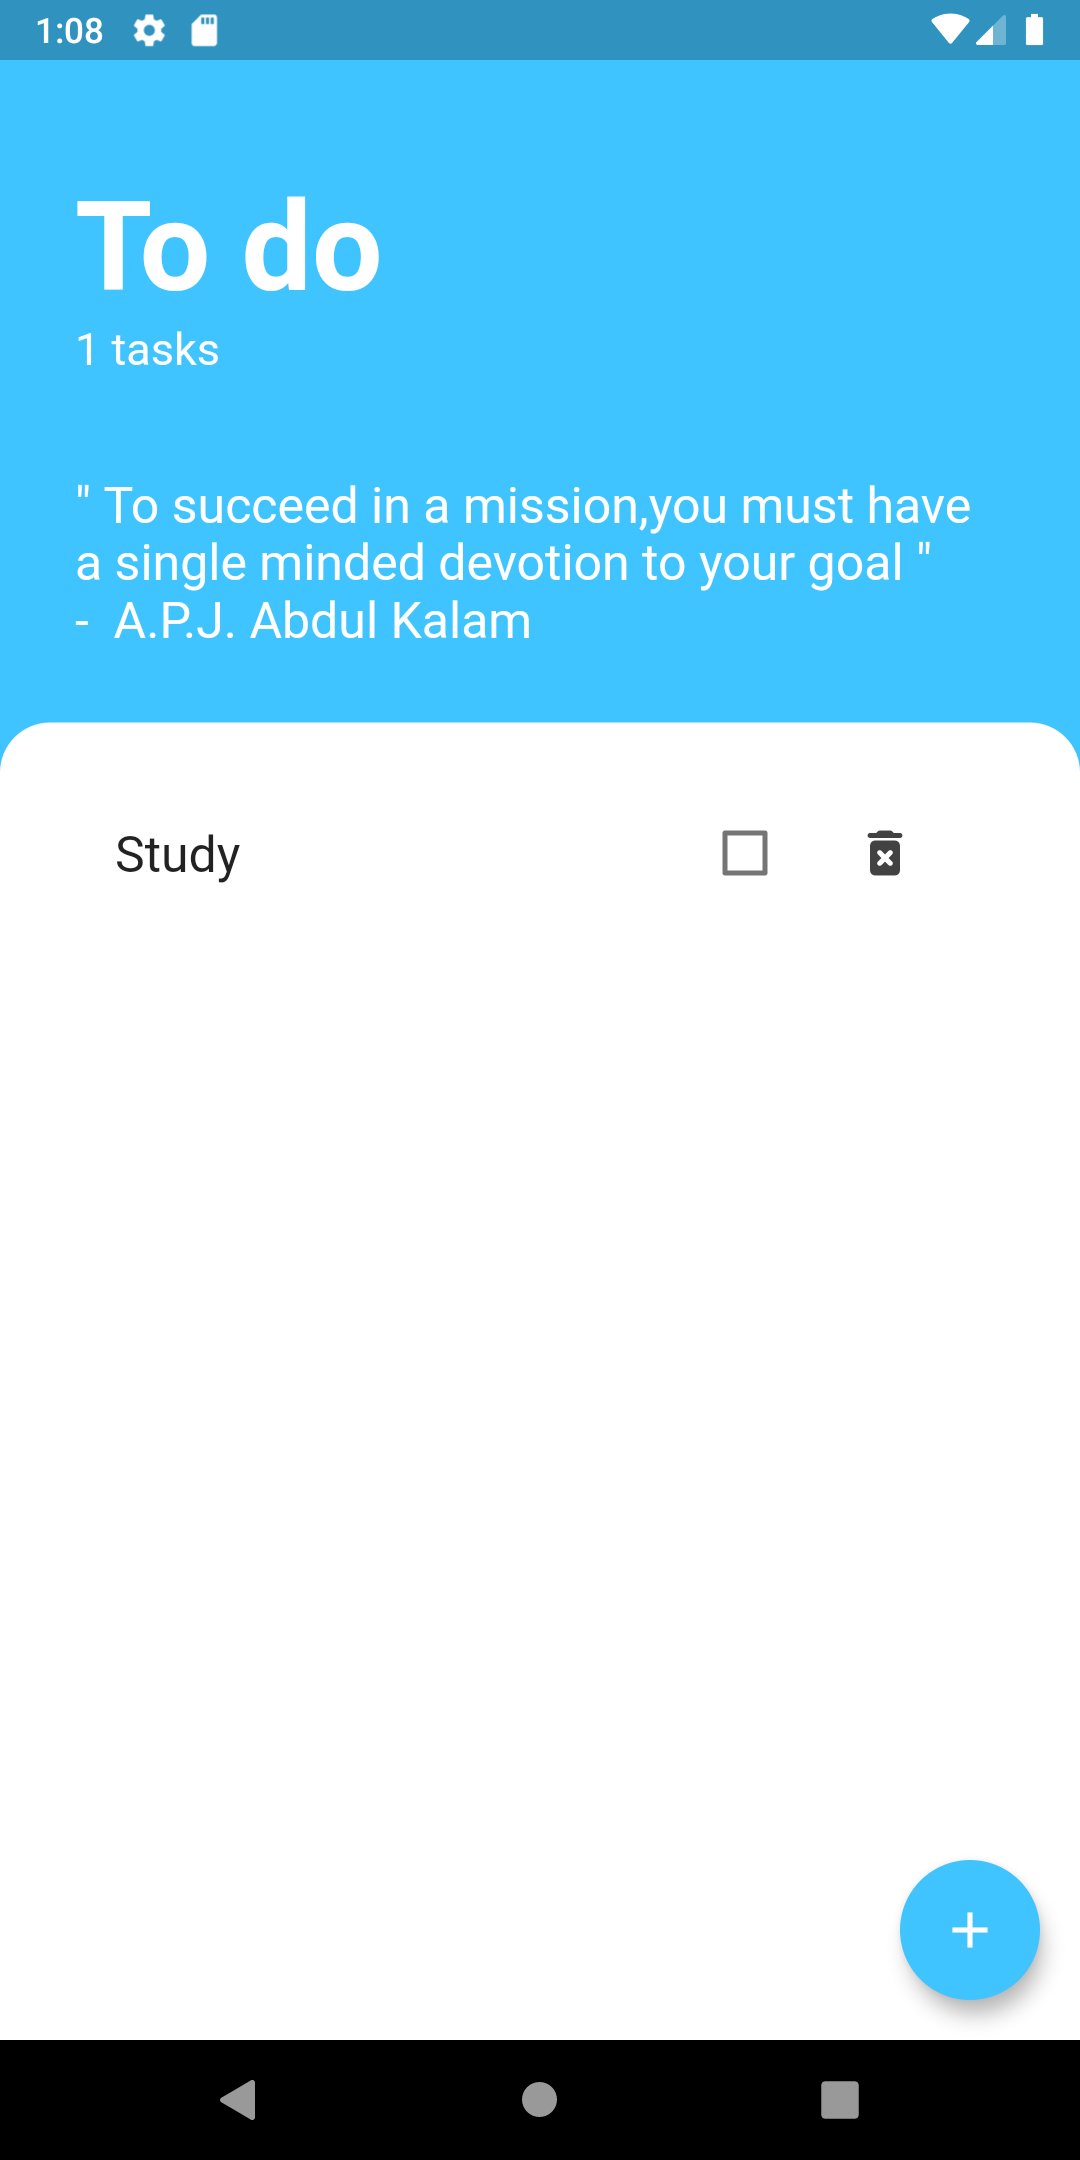 1:08
To do
1 tasks
" To succeed in a mission,you must have
a single minded devotion to your goal "
-  A.P.J. Abdul Kalam
Study